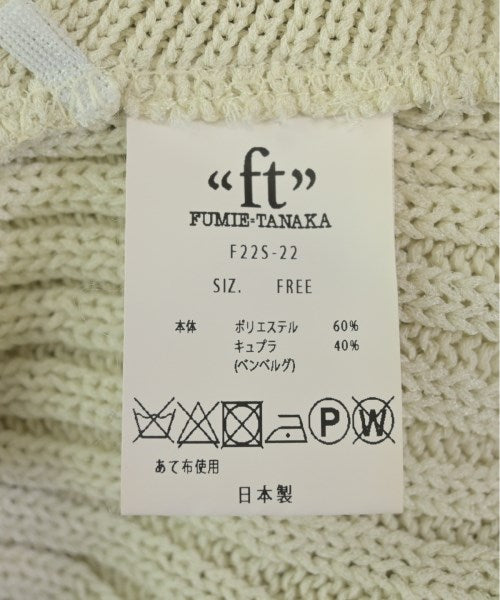 “ft”
FUMIE=TANAKA
F22S-22
SIZ. FREE
本体 ポリエステル 60%
キュプラ 40%
(ベンベルグ)
P W
あて布使用
日本製